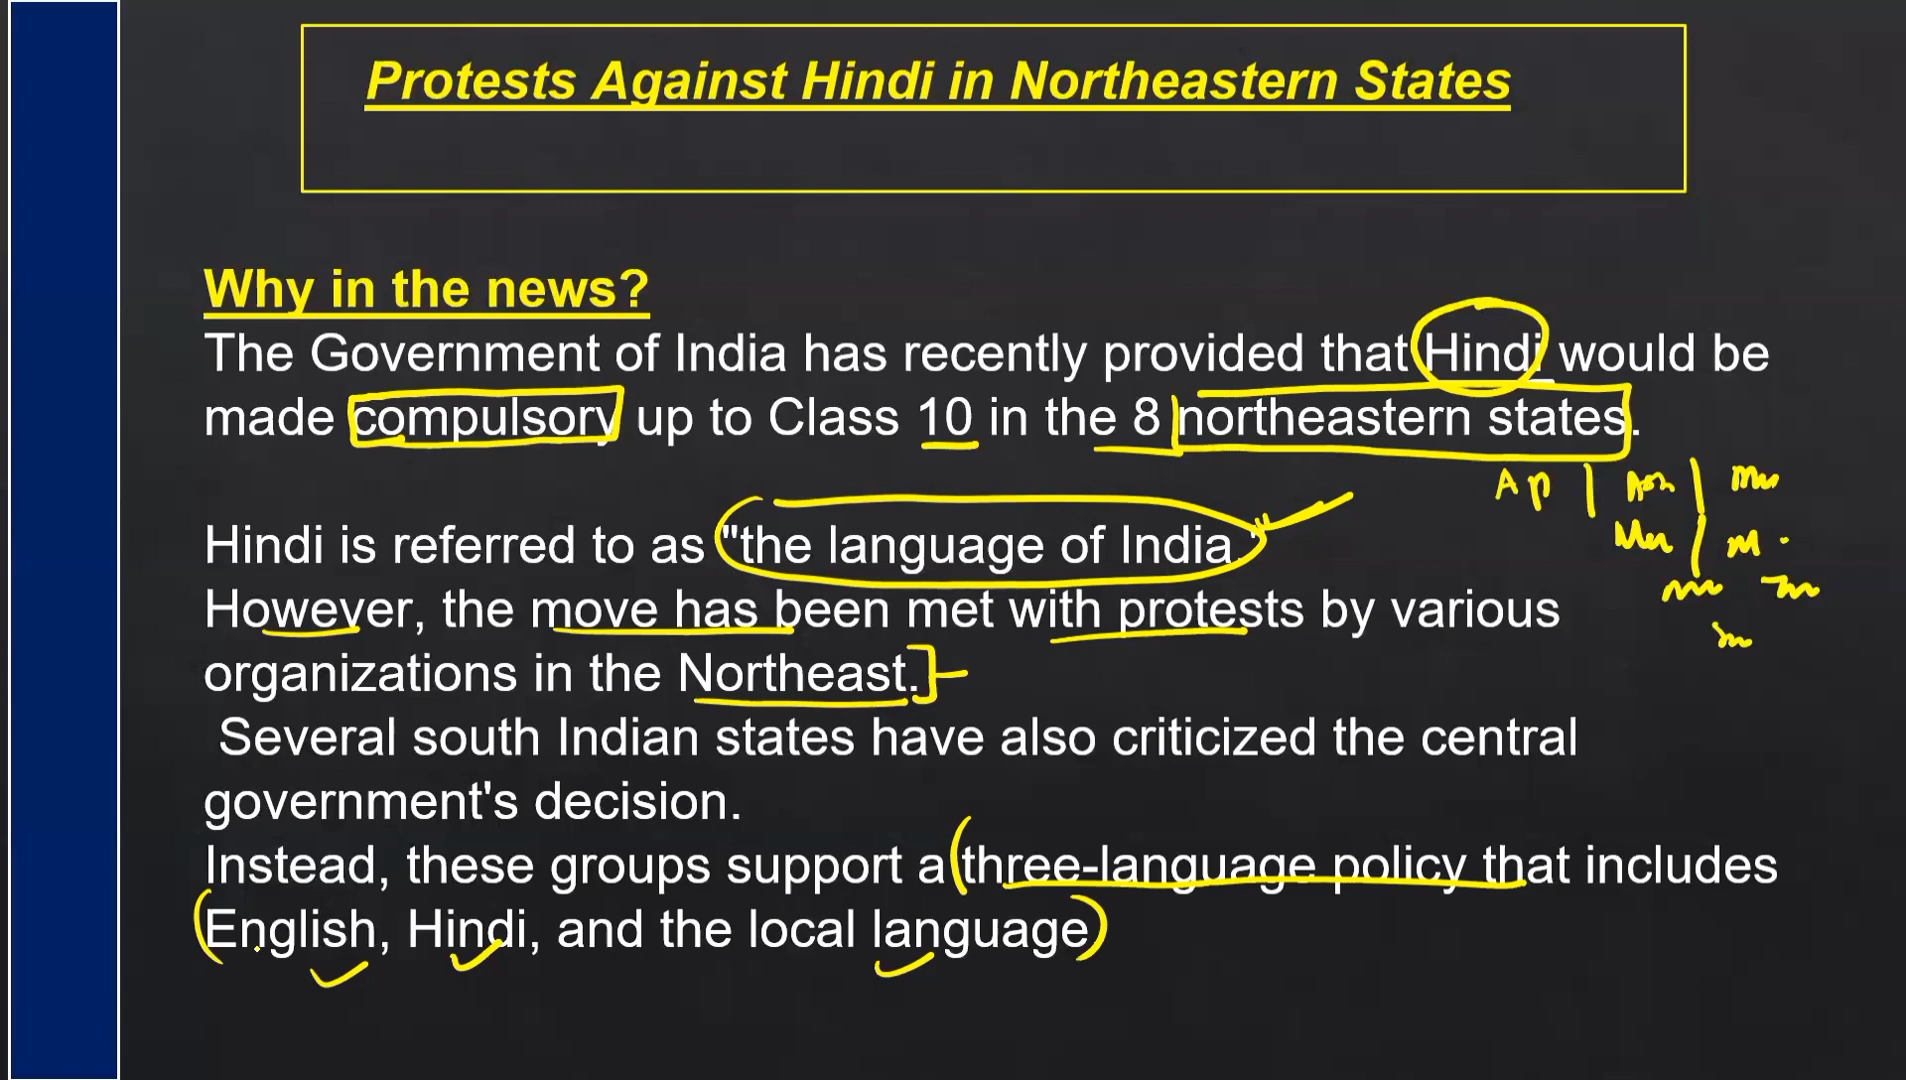 Protests Against Hindi in Northeastern States
Why in the news?
The Government of India has recently provided that Hindi would be
made compulsory up to Class 10 in the 8 northeastern states.
AP
Hindi is referred to as "the language of India."
However, the move has been met with protests by various
organizations in the Northeast.
Several south Indian states have also criticized the central
government's decision.
Instead, these groups support a three-language policy that includes
English, Hindi, and the local language